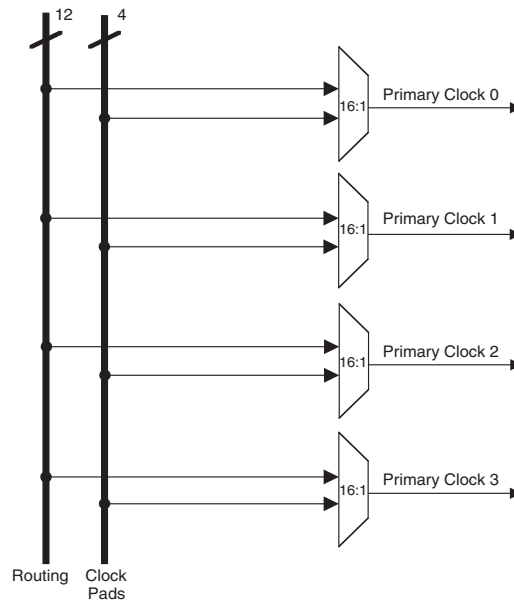 12
4
16:1
Primary Clock 0
16:1
Primary Clock 1
16:1
Primary Clock 2
16:1
Primary Clock 3
Routing
Clock
Pads